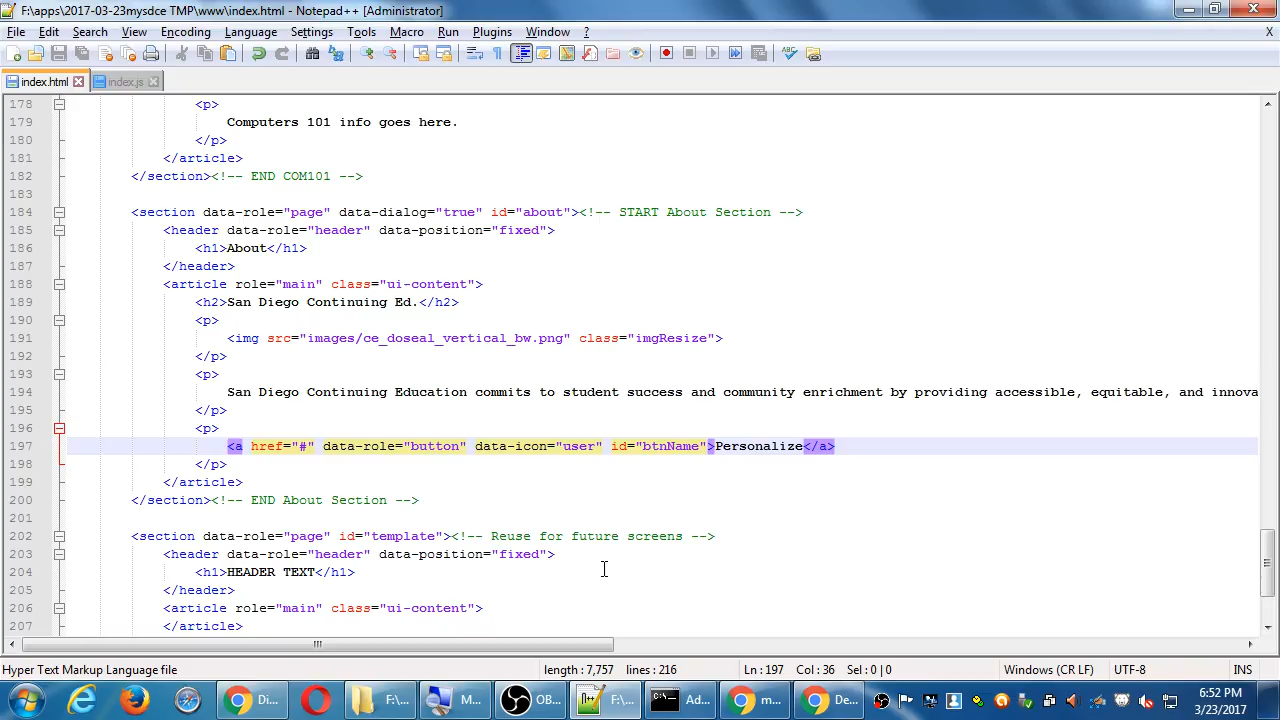 F:\apps\2017-03-23mysdce TMP\www\index.html - Notepad++ [Administrator]
File Edit Search View Encoding Language Settings Tools Macro Run Plugins Window ? X
index.html index.js
178 <p>
179 Computers 101 info goes here.
180 </p>
181 </article>
182 </section><!-- END COM101 -->
183
184 <section data-role="page" data-dialog="true" id="about"><!-- START About Section -->
185 <header data-role="header" data-position="fixed">
186 <h1>About</h1>
187 </header>
188 <article role="main" class="ui-content">
189 <h2>San Diego Continuing Ed.</h2>
190 <p>
191 <img src="images/ce_doseal_vertical_bw.png" class="imgResize">
192 </p>
193 <p>
194 San Diego Continuing Education commits to student success and community enrichment by providing accessible, equitable, and innova
195 </p>
196 <p>
197 <a href="#" data-role="button" data-icon="user" id="btnName">Personalize</a>
198 </p>
199 </article>
200 </section><!-- END About Section -->
201
202 <section data-role="page" id="template"><!-- Reuse for future screens -->
203 <header data-role="header" data-position="fixed">
204 <h1>HEADER TEXT</h1>
205 </header>
206 <article role="main" class="ui-content">
207 </article>
Hyper Text Markup Language file length : 7,757 lines : 216 Ln : 197 Col : 36 Sel : 0 | 0 Windows (CR LF) UTF-8 INS
Di... F:\... M... OB... F:\... Ad... m... De... 6:52 PM
3/23/2017